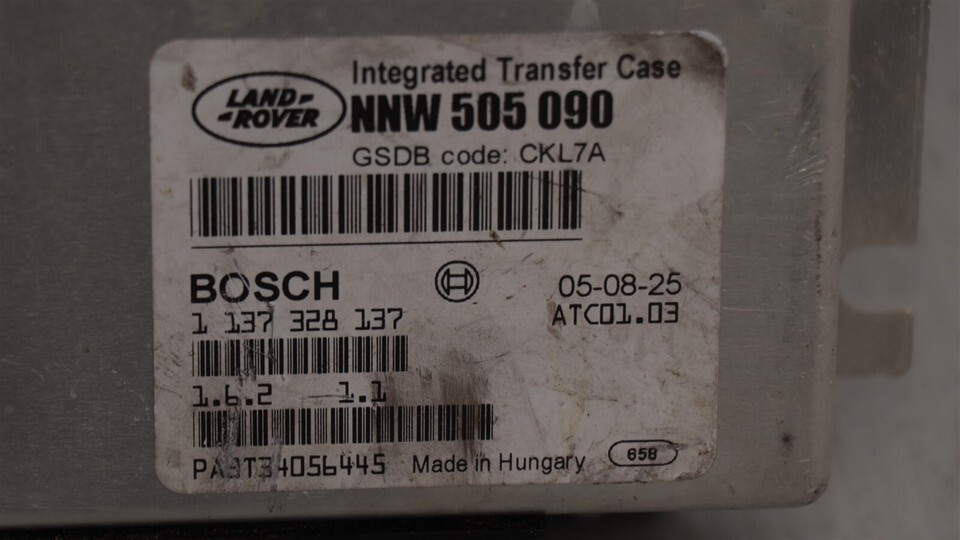 LAND-
-ROVER
Integrated Transfer Case
NNW 505 090
GSDB code: CKL7A
BOSCH
05-08-25
1 137 328 137
ATC01.03
1.6.2 1.1
PA3T34056445 Made in Hungary 658